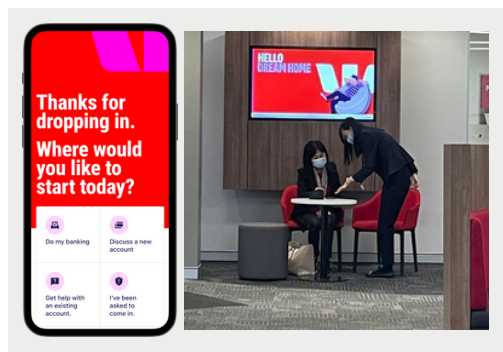 Thanks for
dropping in.
Where would
you like to
start today?
Do my banking
Discuss a new
account
Get help with
an existing
account.
I've been
asked to
come in.
HELLO
DREAM HOME